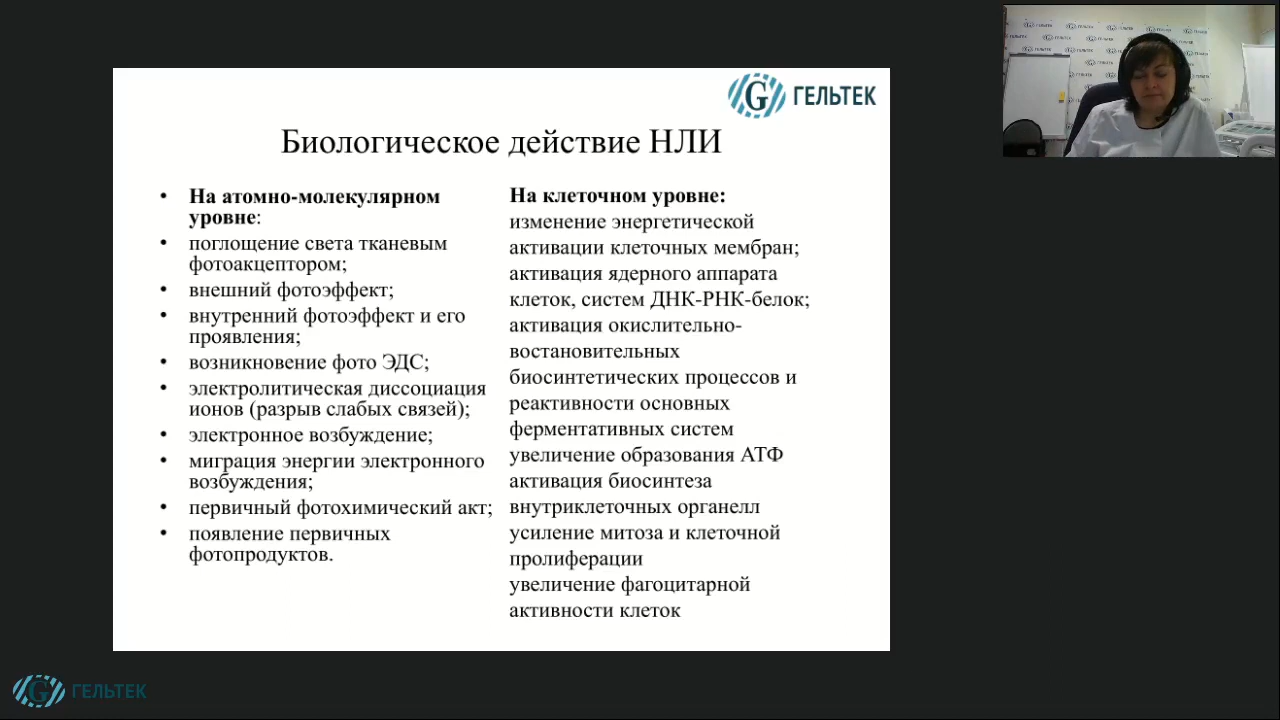 ГЕЛЬТЕК
Биологическое действие НЛИ
• На атомно-молекулярном
уровне:
• поглощение света тканевым
фотоакцептором;
• внешний фотоэффект;
• внутренний фотоэффект и его
проявления;
• возникновение фото ЭДС;
• электролитическая диссоциация
ионов (разрыв слабых связей);
• электронное возбуждение;
• миграция энергии электронного
возбуждения;
• первичный фотохимический акт;
• появление первичных
фотопродуктов.
На клеточном уровне:
изменение энергетической
активации клеточных мембран;
активация ядерного аппарата
клеток, систем ДНК-РНК-белок;
активация окислительно-
востановительных
биосинтетических процессов и
реактивности основных
ферментативных систем
увеличение образования АТФ
активация биосинтеза
внутриклеточных органелл
усиление митоза и клеточной
пролиферации
увеличение фагоцитарной
активности клеток
ГЕЛЬТЕК